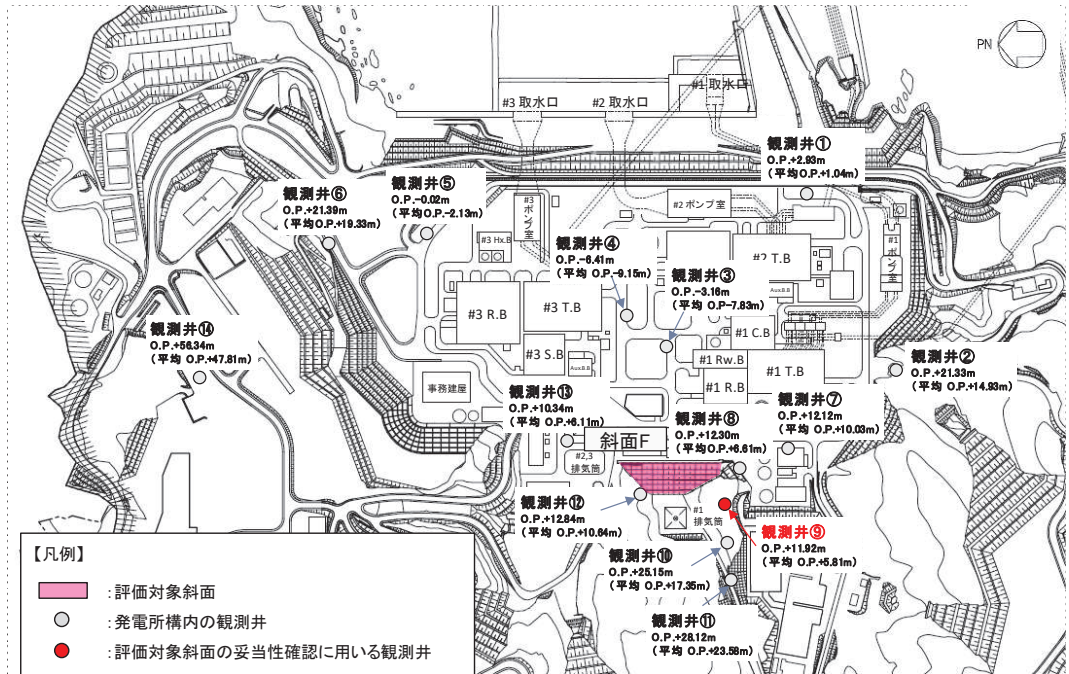 PN
#1 取水口
#3 取水口
#2 取水口
観測井①
O.P.+2.93m
(平均O.P.+1.04m)
観測井⑤
O.P.-0.02m
(平均O.P.-2.13m)
観測井⑥
O.P.+21.39m
(平均O.P.+19.33m)
#3
ポンプ室
#2 ポンプ室
#1
ポンプ室
#3 Hx.B
観測井④
O.P.-6.41m
(平均 O.P.-9.15m)
#2 T.B
観測井③
O.P.-3.16m
(平均 O.P-7.83m)
Aux.B.B
#3 R.B
#3 T.B
#1 C.B
観測井⑭
O.P.+56.34m
(平均 O.P.+47.81m)
#3 S.B
Aux.B.B
#1 Rw.B
#1 T.B
#1 R.B
観測井②
O.P.+21.33m
(平均 O.P.+14.93m)
事務建屋
観測井⑬
O.P.+10.34m
(平均 O.P.+6.11m)
観測井⑦
O.P.+12.12m
(平均 O.P.+10.03m)
観測井⑧
O.P.+12.30m
(平均 O.P.+6.61m)
斜面F
#2,3
排気筒
観測井⑫
O.P.+12.84m
(平均 O.P.+10.64m)
#1
排気筒
観測井⑨
O.P.+11.92m
(平均 O.P.+5.81m)
観測井⑩
O.P.+25.15m
(平均 O.P.+17.35m)
観測井⑪
O.P.+28.12m
(平均 O.P.+23.58m)
【凡例】
:評価対象斜面
:発電所構内の観測井
:評価対象斜面の妥当性確認に用いる観測井